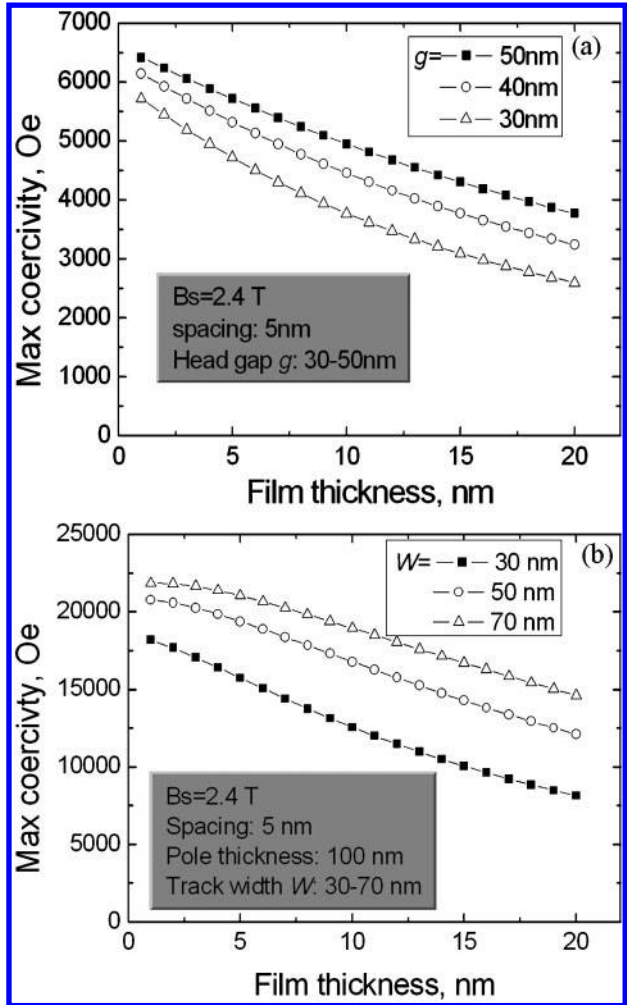 7000
6000
5000
4000
3000
2000
1000
0
Max coercivity, Oe
(a)
g= 50nm
40nm
30nm
Bs=2.4 T
spacing: 5nm
Head gap g: 30-50nm
0 5 10 15 20
Film thickness, nm
25000
20000
15000
10000
5000
0
Max coercivty, Oe
(b)
W= 30 nm
50 nm
70 nm
Bs=2.4 T
Spacing: 5 nm
Pole thickness: 100 nm
Track width W: 30-70 nm
0 5 10 15 20
Film thickness, nm